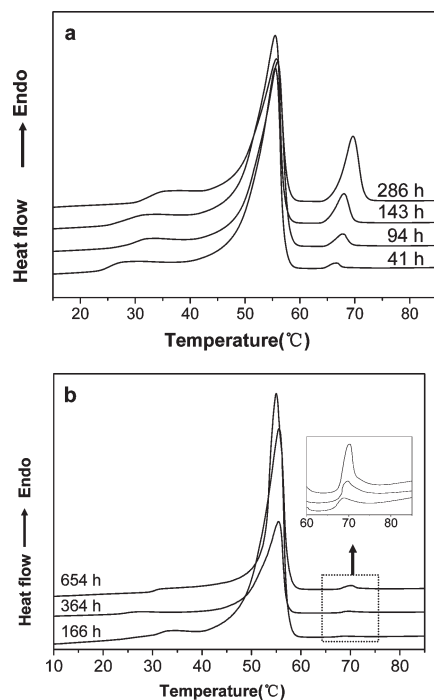 a
Heat flow → Endo
286 h
143 h
94 h
41 h
20 30 40 50 60 70 80
Temperature(℃)
b
Heat flow → Endo
60 70 80
654 h
364 h
166 h
10 20 30 40 50 60 70 80
Temperature(℃)